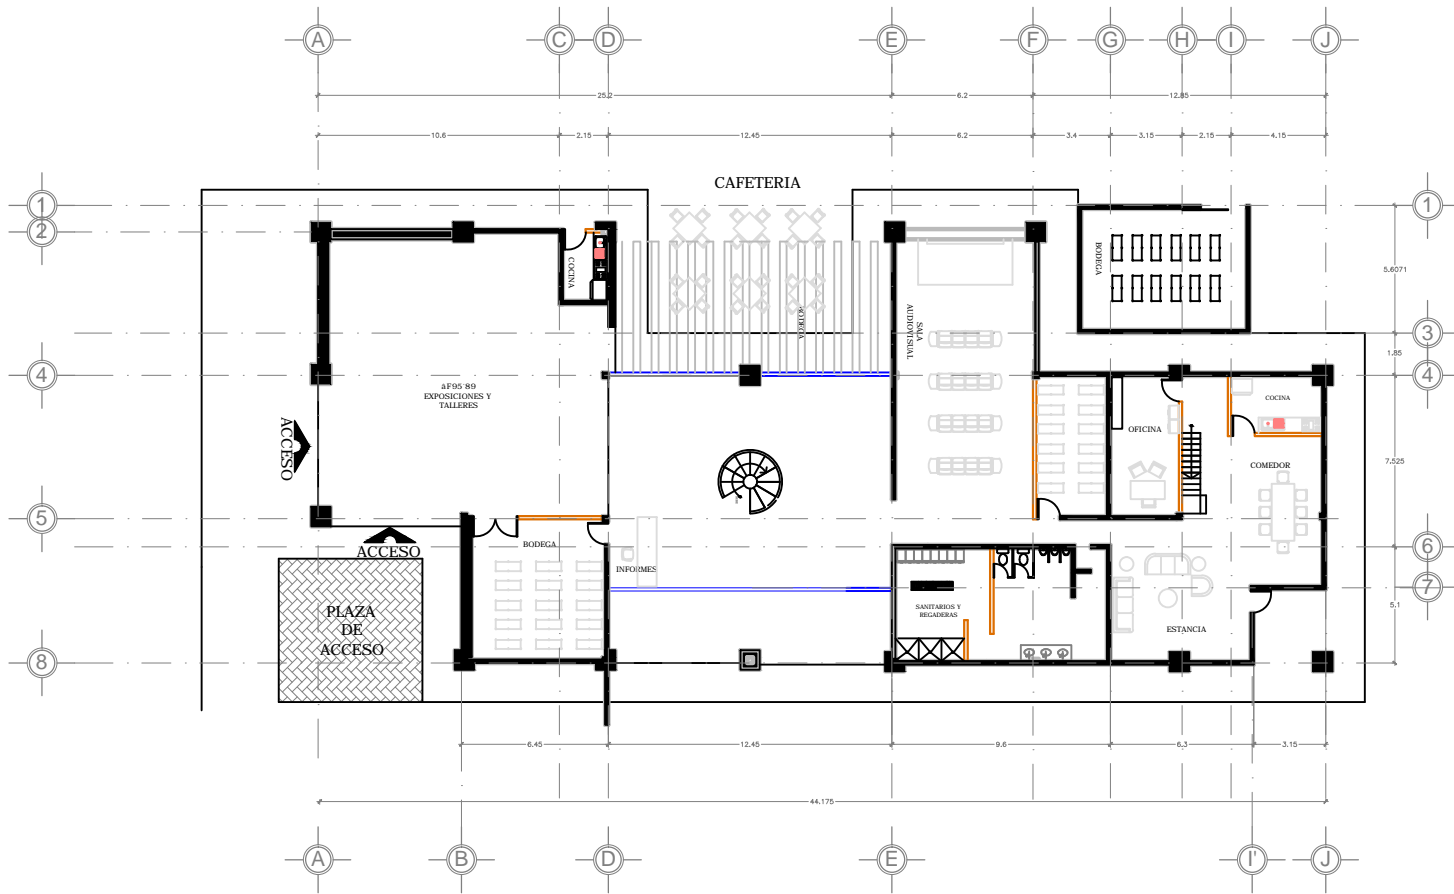 A C D E F G H I J
25.2 6.2 12.85
10.6 2.15 12.45 6.2 3.4 3.15 2.15 4.15
CAFETERIA
1 1
2
BODEGA
COCINA
5.6071
BODEGA
SALA
AUDIOVISUAL
3
1.85
4 4
EXPOSICIONES Y
TALLERES
COCINA
ACCESO
OFICINA
7.525
COMEDOR
5
BODEGA
ACCESO
6
INFORMES
7
PLAZA
DE
ACCESO
SANITARIOS Y
REGADERAS
ESTANCIA
5.1
8
6.45 12.45 9.6 6.3 3.15
44.175
A B D E I' J